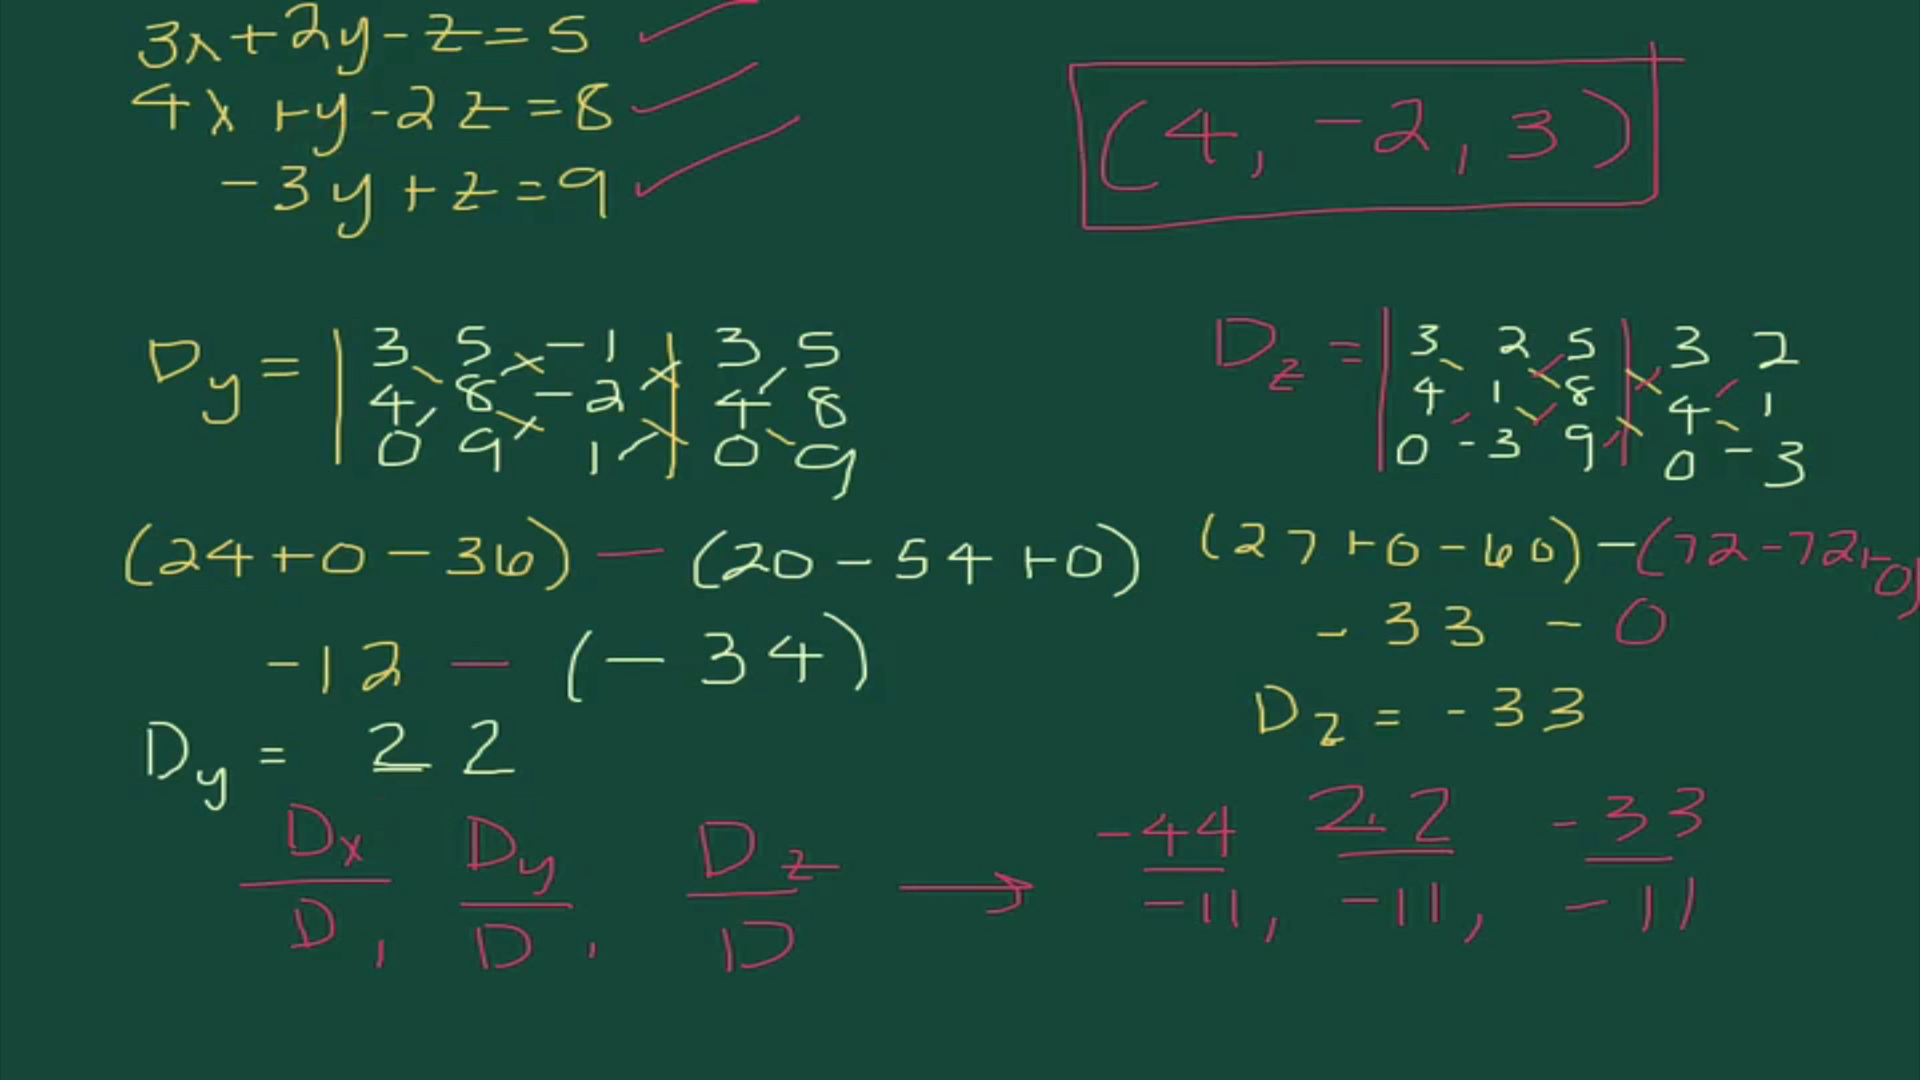 3x+2y-z=5
4x+y-2z=8
-3y+z=9
(4, -2, 3)
Dy = | 3 5 -1 | 3 5
4 8 -2 4 8
0 9 1 0 9
(24+0-36) - (20-54+0)
-12 - (-34)
Dy = 22
Dz = | 3 2 5 | 3 2
4 1 8 4 1
0 -3 9 0 -3
(27+0-60) - (72-72+0)
-33 - 0
Dz = -33
Dx/D, Dy/D, Dz/D → -44/-11, 22/-11, -33/-11